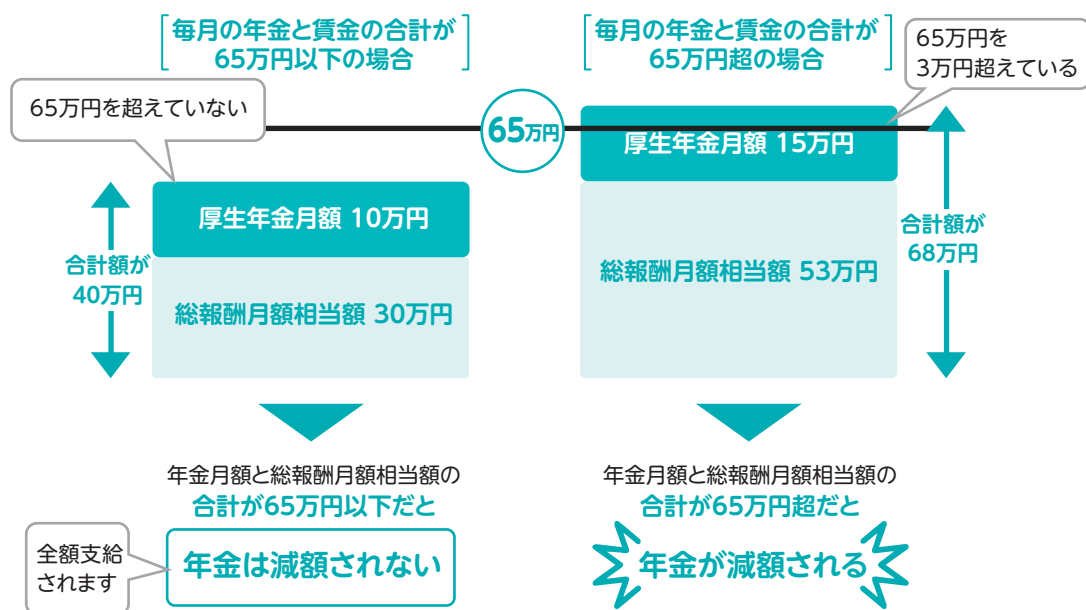 毎月の年金と賃金の合計が
65万円以下の場合
65万円を超えていない
厚生年金月額 10万円
総報酬月額相当額 30万円
合計額が
40万円
年金月額と総報酬月額相当額の
合計が65万円以下だと
全額支給
されます
年金は減額されない
65万円
毎月の年金と賃金の合計が
65万円超の場合
65万円を
3万円超えている
厚生年金月額 15万円
総報酬月額相当額 53万円
合計額が
68万円
年金月額と総報酬月額相当額の
合計が65万円超だと
年金が減額される